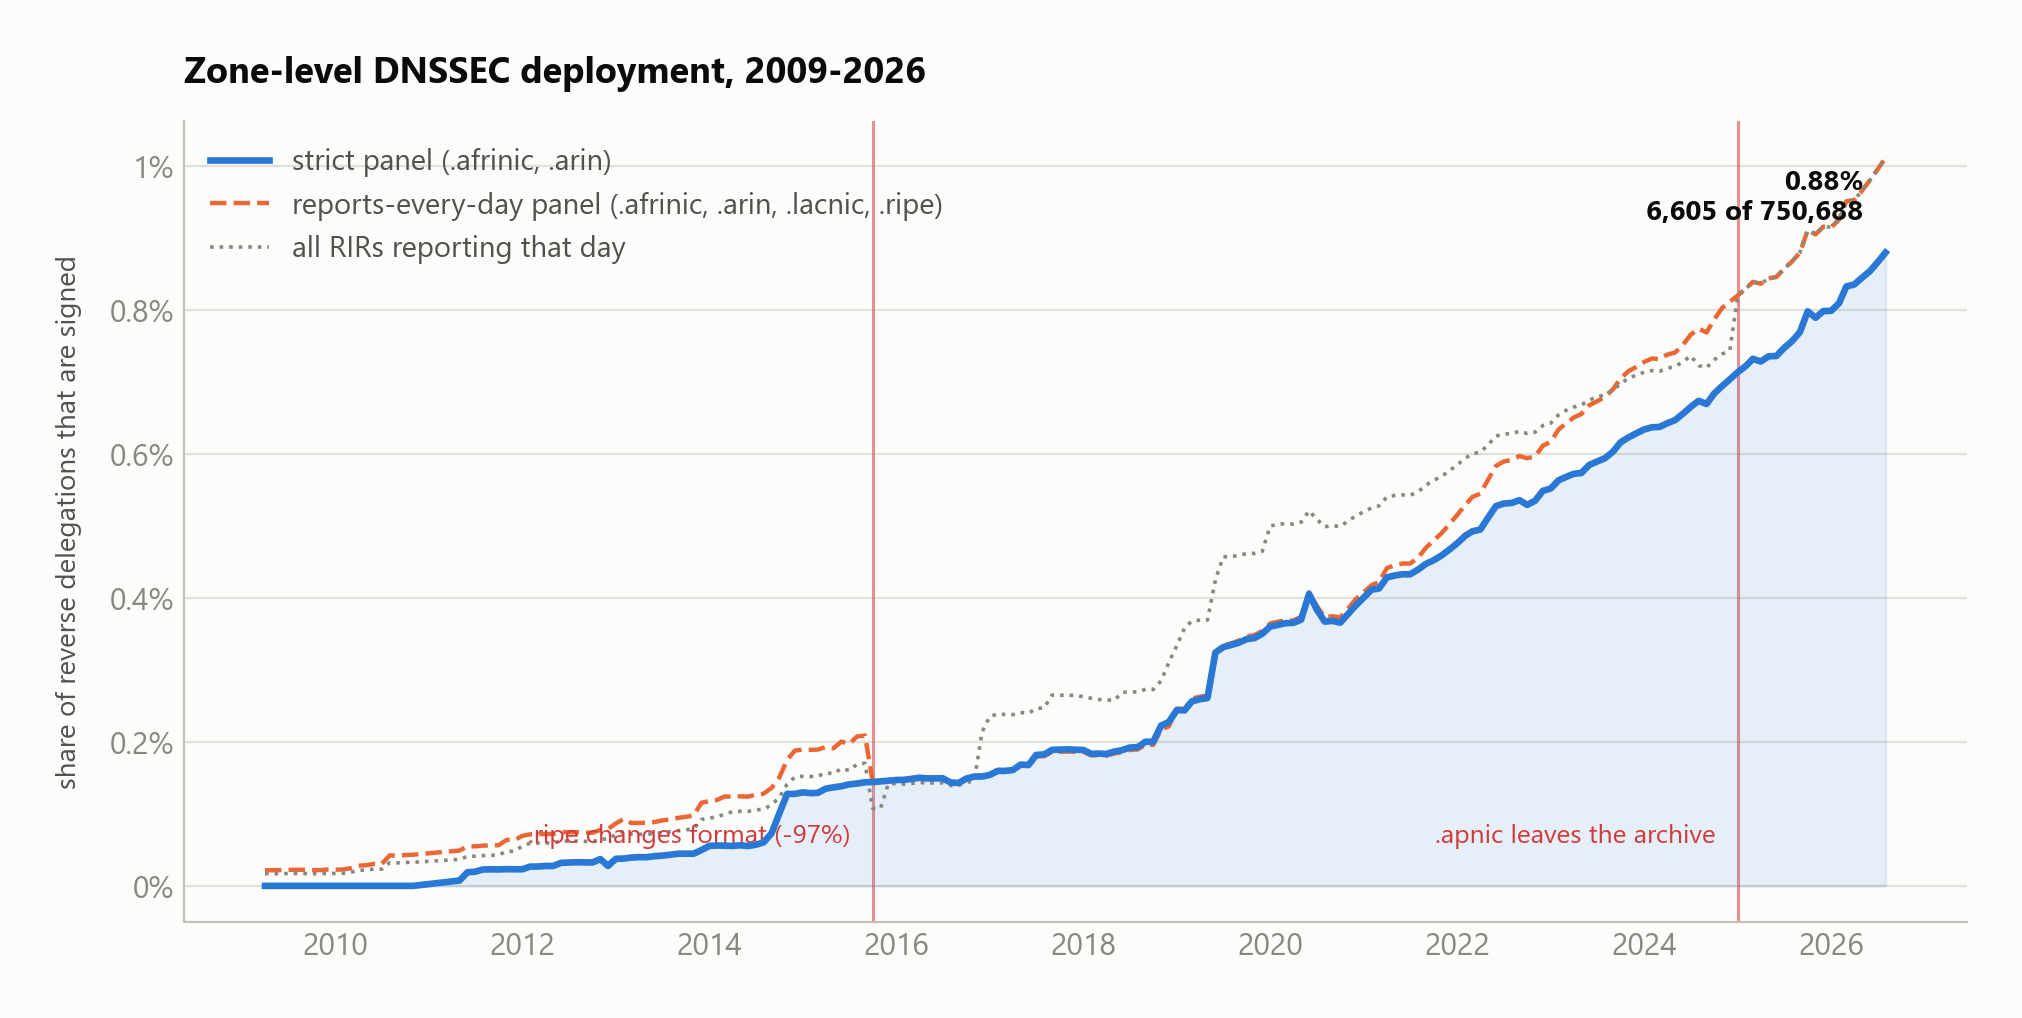 Zone-level DNSSEC deployment, 2009-2026
strict panel (.afrinic, .arin)
reports-every-day panel (.afrinic, .arin, .lacnic, .ripe)
all RIRs reporting that day
0.88%
6,605 of 750,688
share of reverse delegations that are signed
1%
0.8%
0.6%
0.4%
0.2%
0%
.ripe changes format (-97%)
.apnic leaves the archive
2010
2012
2014
2016
2018
2020
2022
2024
2026